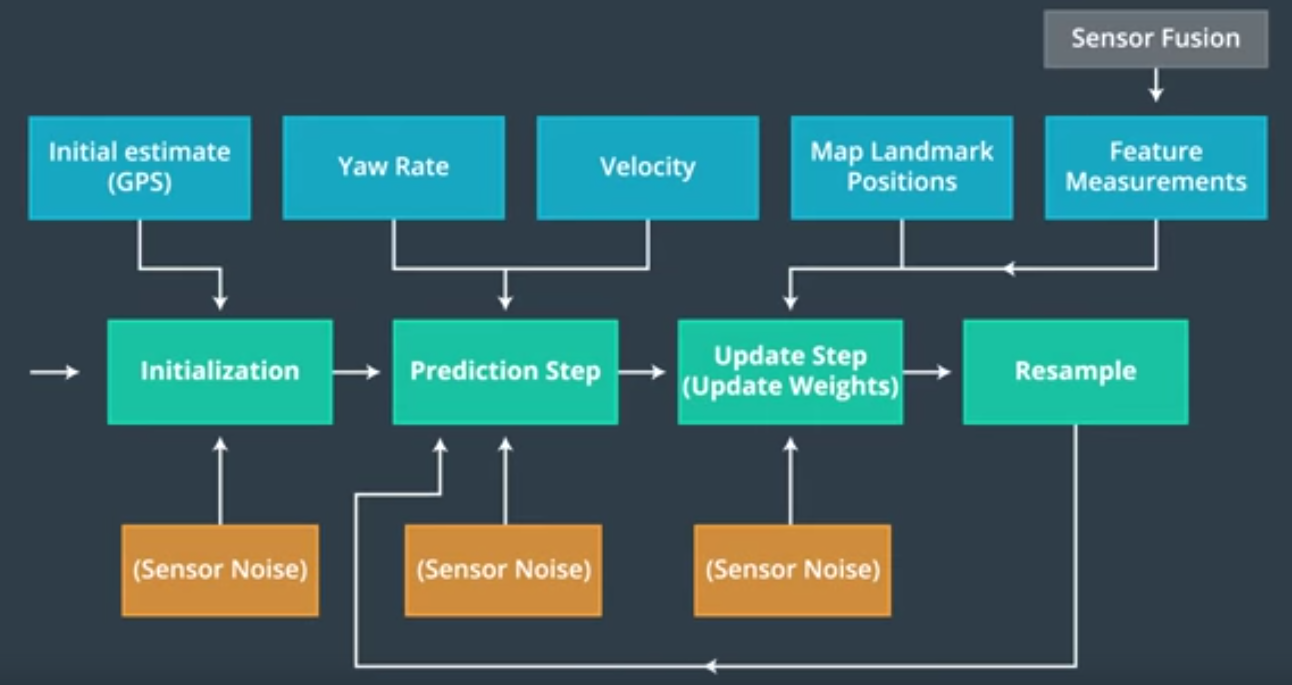 Sensor Fusion
Initial estimate
(GPS)
Yaw Rate
Velocity
Map Landmark
Positions
Feature
Measurements
Initialization
Prediction Step
Update Step
(Update Weights)
Resample
(Sensor Noise)
(Sensor Noise)
(Sensor Noise)